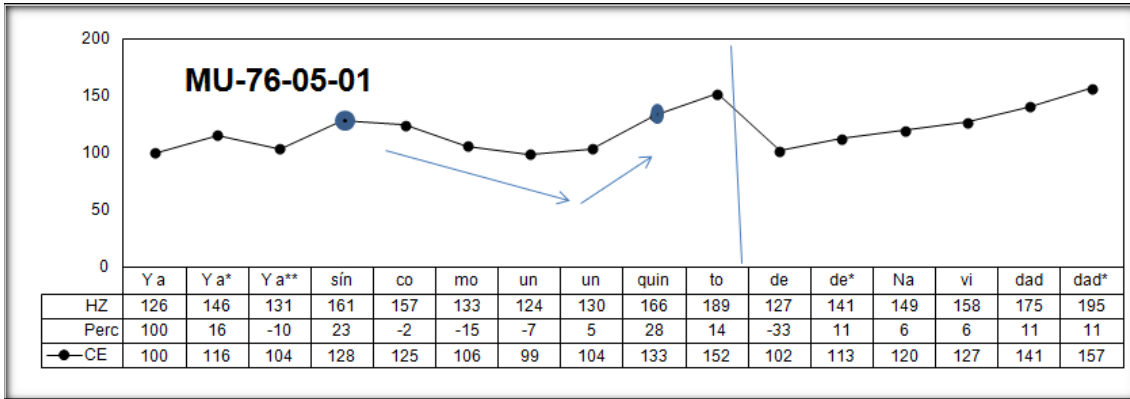 200
MU-76-05-01
150
100
50
0
Y a Y a* Y a** sín co mo un un quin to de de* Na vi dad dad*
HZ 126 146 131 161 157 133 124 130 166 189 127 141 149 158 175 195
Perc 100 16 -10 23 -2 -15 -7 5 28 14 -33 11 6 6 11 11
CE 100 116 104 128 125 106 99 104 133 152 102 113 120 127 141 157